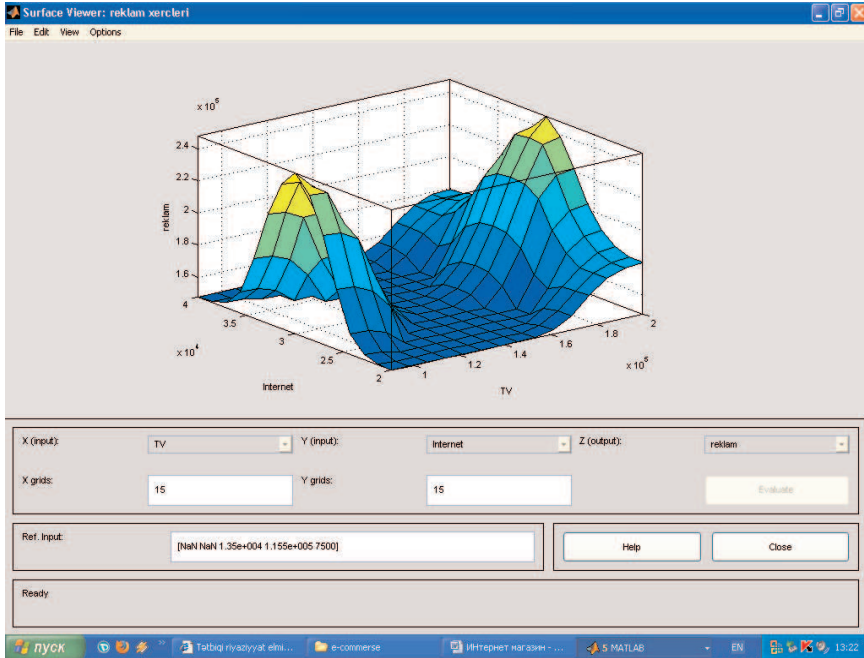 Surface Viewer: reklam xercleri
File Edit View Options
x 10^5
2.4
2.2
2
1.8
1.6
reklam
4
3.5
3
2.5
2
x 10^4
Internet
1
1.2
1.4
1.6
1.8
2
x 10^5
TV
X (input): TV Y (input): Internet Z (output): reklam
X grids: 15 Y grids: 15 Evaluate
Ref. Input: [NaN NaN 1.35e+004 1.155e+005 7500] Help Close
Ready
пуск Tətbiqi riyaziyyat elmi... e-commerse ИНтернет магазин - ... 5 MATLAB EN 13:22